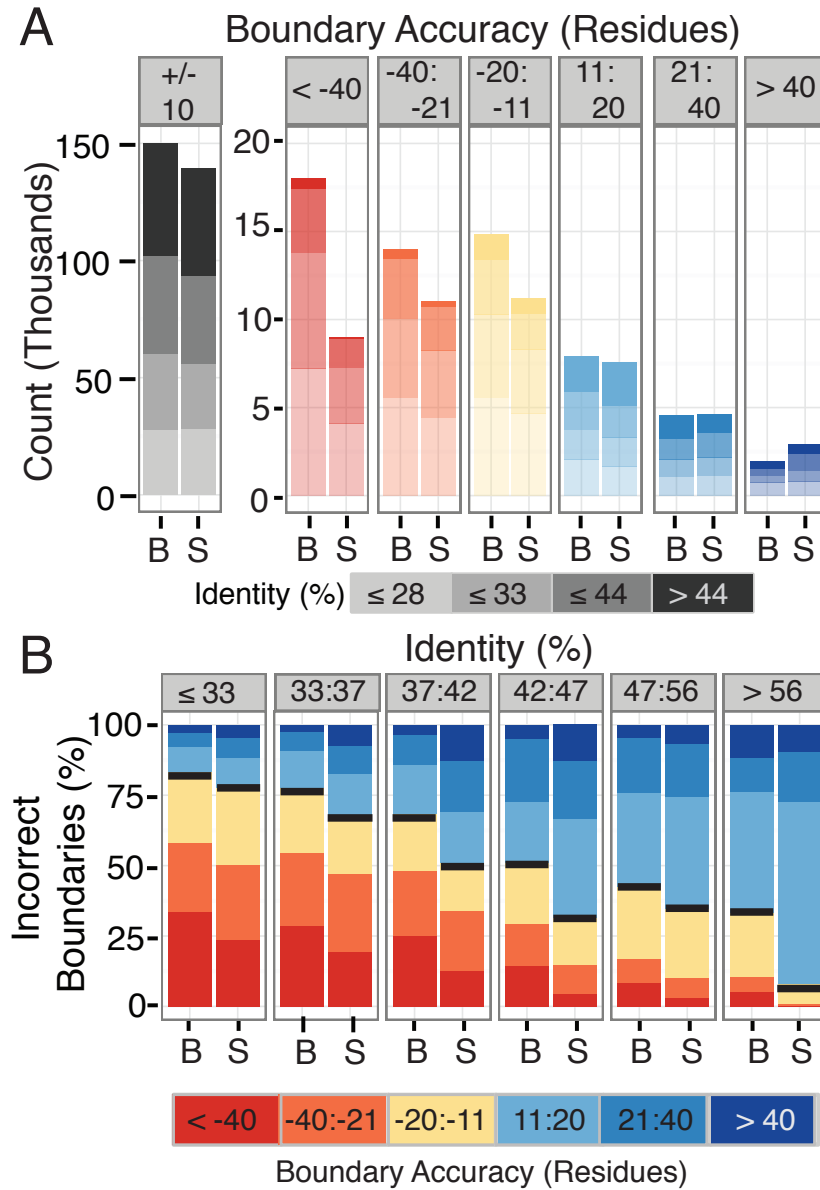 A
Boundary Accuracy (Residues)
+/-
10
< -40
-40:
-21
-20:
-11
11:
20
21:
40
> 40
Count (Thousands)
150
100
50
0
20
15
10
5
0
B S B S B S B S B S B S B S
Identity (%) ≤ 28 ≤ 33 ≤ 44 > 44
B
Identity (%)
≤ 33 33:37 37:42 42:47 47:56 > 56
Incorrect
Boundaries (%)
100
75
50
25
0
B S B S B S B S B S B S
< -40 -40:-21 -20:-11 11:20 21:40 > 40
Boundary Accuracy (Residues)